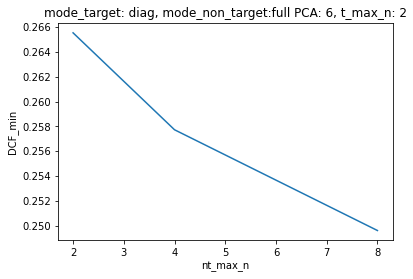 mode_target: diag, mode_non_target:full PCA: 6, t_max_n: 2
0.266
0.264
0.262
0.260
0.258
0.256
0.254
0.252
0.250
DCF_min
2 3 4 5 6 7 8
nt_max_n